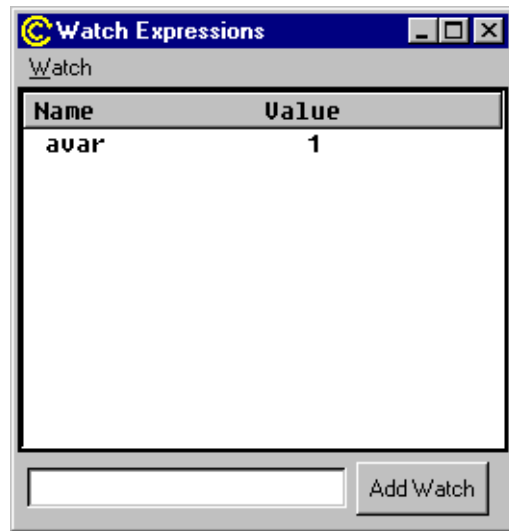 Watch Expressions
Watch
Name Value
avar 1
Add Watch